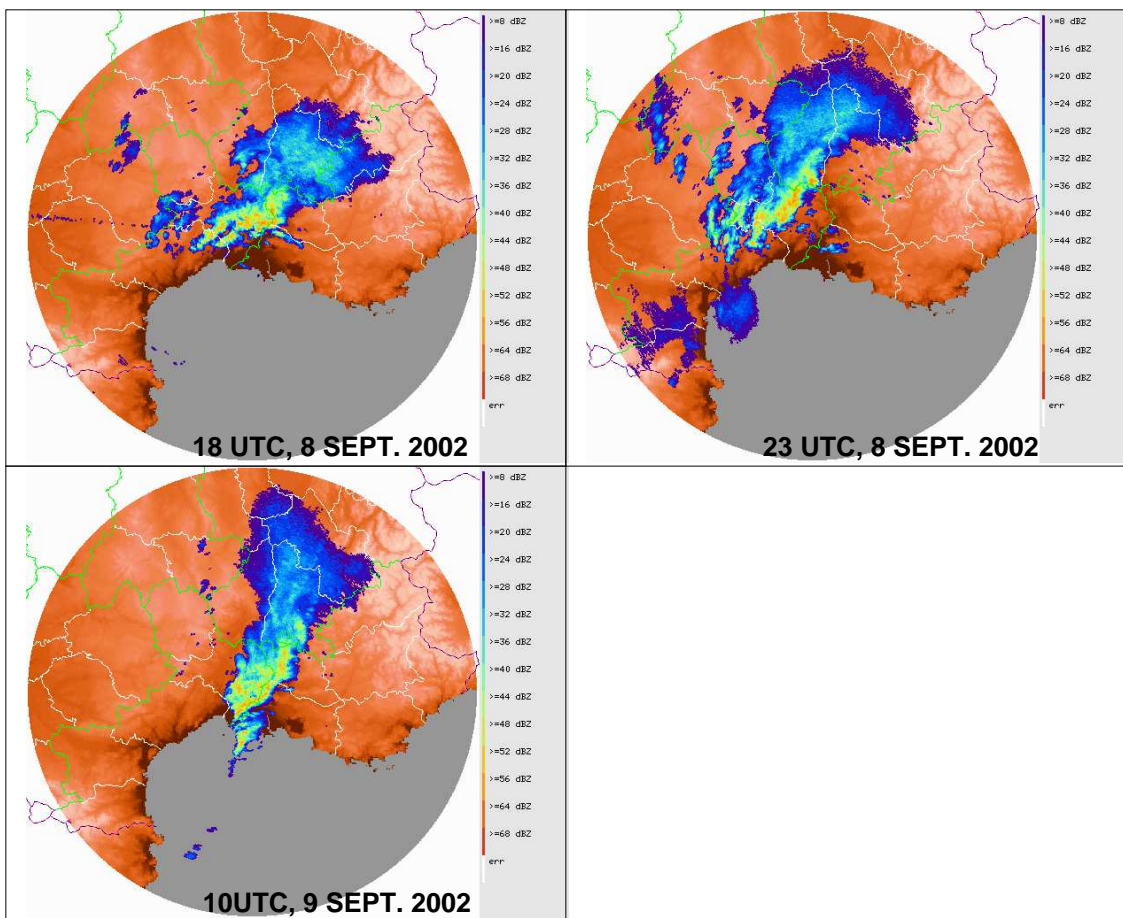 >=8 dBZ
>=16 dBZ
>=20 dBZ
>=24 dBZ
>=28 dBZ
>=32 dBZ
>=36 dBZ
>=40 dBZ
>=44 dBZ
>=48 dBZ
>=52 dBZ
>=56 dBZ
>=64 dBZ
>=68 dBZ
err
18 UTC, 8 SEPT. 2002
>=8 dBZ
>=16 dBZ
>=20 dBZ
>=24 dBZ
>=28 dBZ
>=32 dBZ
>=36 dBZ
>=40 dBZ
>=44 dBZ
>=48 dBZ
>=52 dBZ
>=56 dBZ
>=64 dBZ
>=68 dBZ
err
23 UTC, 8 SEPT. 2002
>=8 dBZ
>=16 dBZ
>=20 dBZ
>=24 dBZ
>=28 dBZ
>=32 dBZ
>=36 dBZ
>=40 dBZ
>=44 dBZ
>=48 dBZ
>=52 dBZ
>=56 dBZ
>=64 dBZ
>=68 dBZ
err
10UTC, 9 SEPT. 2002